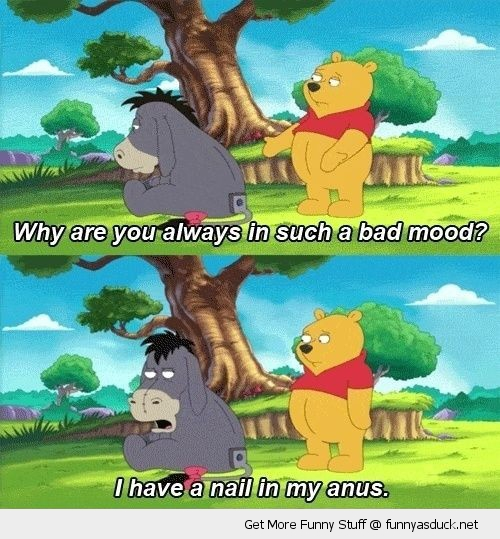 Why are you always in such a bad mood?
I have a nail in my anus.
Get More Funny Stuff @ funnyasduck.net